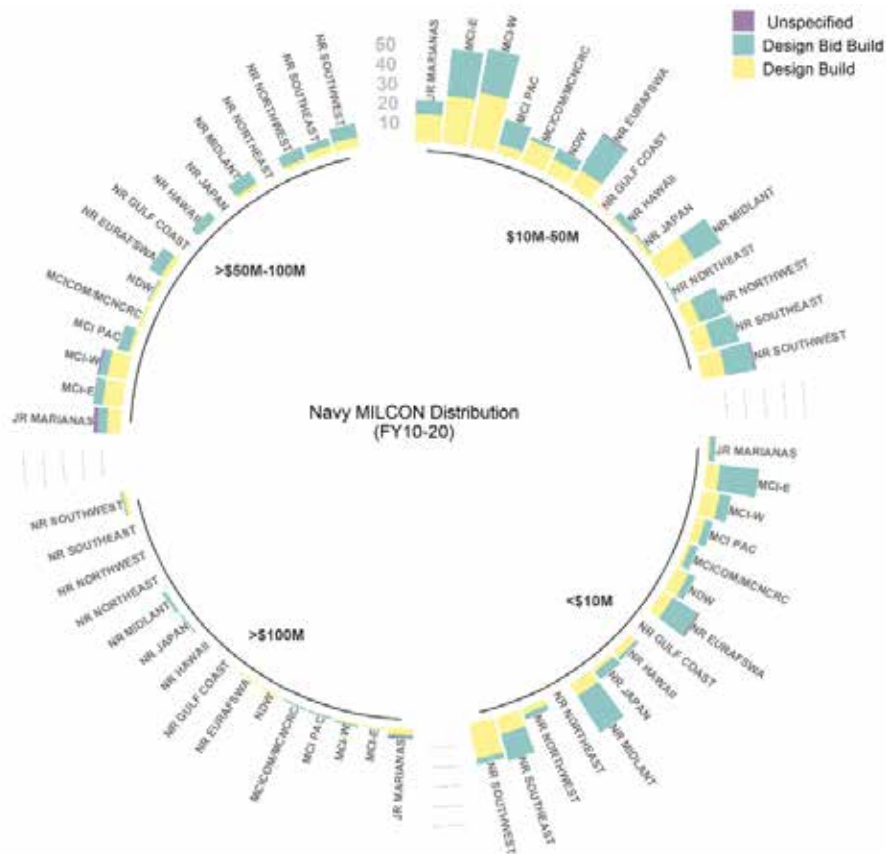 Unspecified
Design Bid Build
Design Build
50
40
30
20
10
JR MARIANAS
MCI-E
MCI-W
MCI PAC
MCICOM/MCNCRC
NDW
NR EURAFSWA
NR GULF COAST
NR HAWAII
NR JAPAN
NR MIDLANT
NR NORTHEAST
NR NORTHWEST
NR SOUTHEAST
NR SOUTHWEST
$10M-50M
JR MARIANAS
MCI-E
MCI-W
MCI PAC
MCICOM/MCNCRC
NDW
NR EURAFSWA
NR GULF COAST
NR HAWAII
NR JAPAN
NR MIDLANT
NR NORTHEAST
NR NORTHWEST
NR SOUTHEAST
NR SOUTHWEST
<$10M
JR MARIANAS
MCI-E
MCI-W
MCI PAC
MCICOM/MCNCRC
NDW
NR EURAFSWA
NR GULF COAST
NR HAWAII
NR JAPAN
NR MIDLANT
NR NORTHEAST
NR NORTHWEST
NR SOUTHEAST
NR SOUTHWEST
>$100M
JR MARIANAS
MCI-E
MCI-W
MCI PAC
MCICOM/MCNCRC
NDW
NR EURAFSWA
NR GULF COAST
NR HAWAII
NR JAPAN
NR MIDLANT
NR NORTHEAST
NR NORTHWEST
NR SOUTHEAST
NR SOUTHWEST
>$50M-100M
Navy MILCON Distribution
(FY10-20)